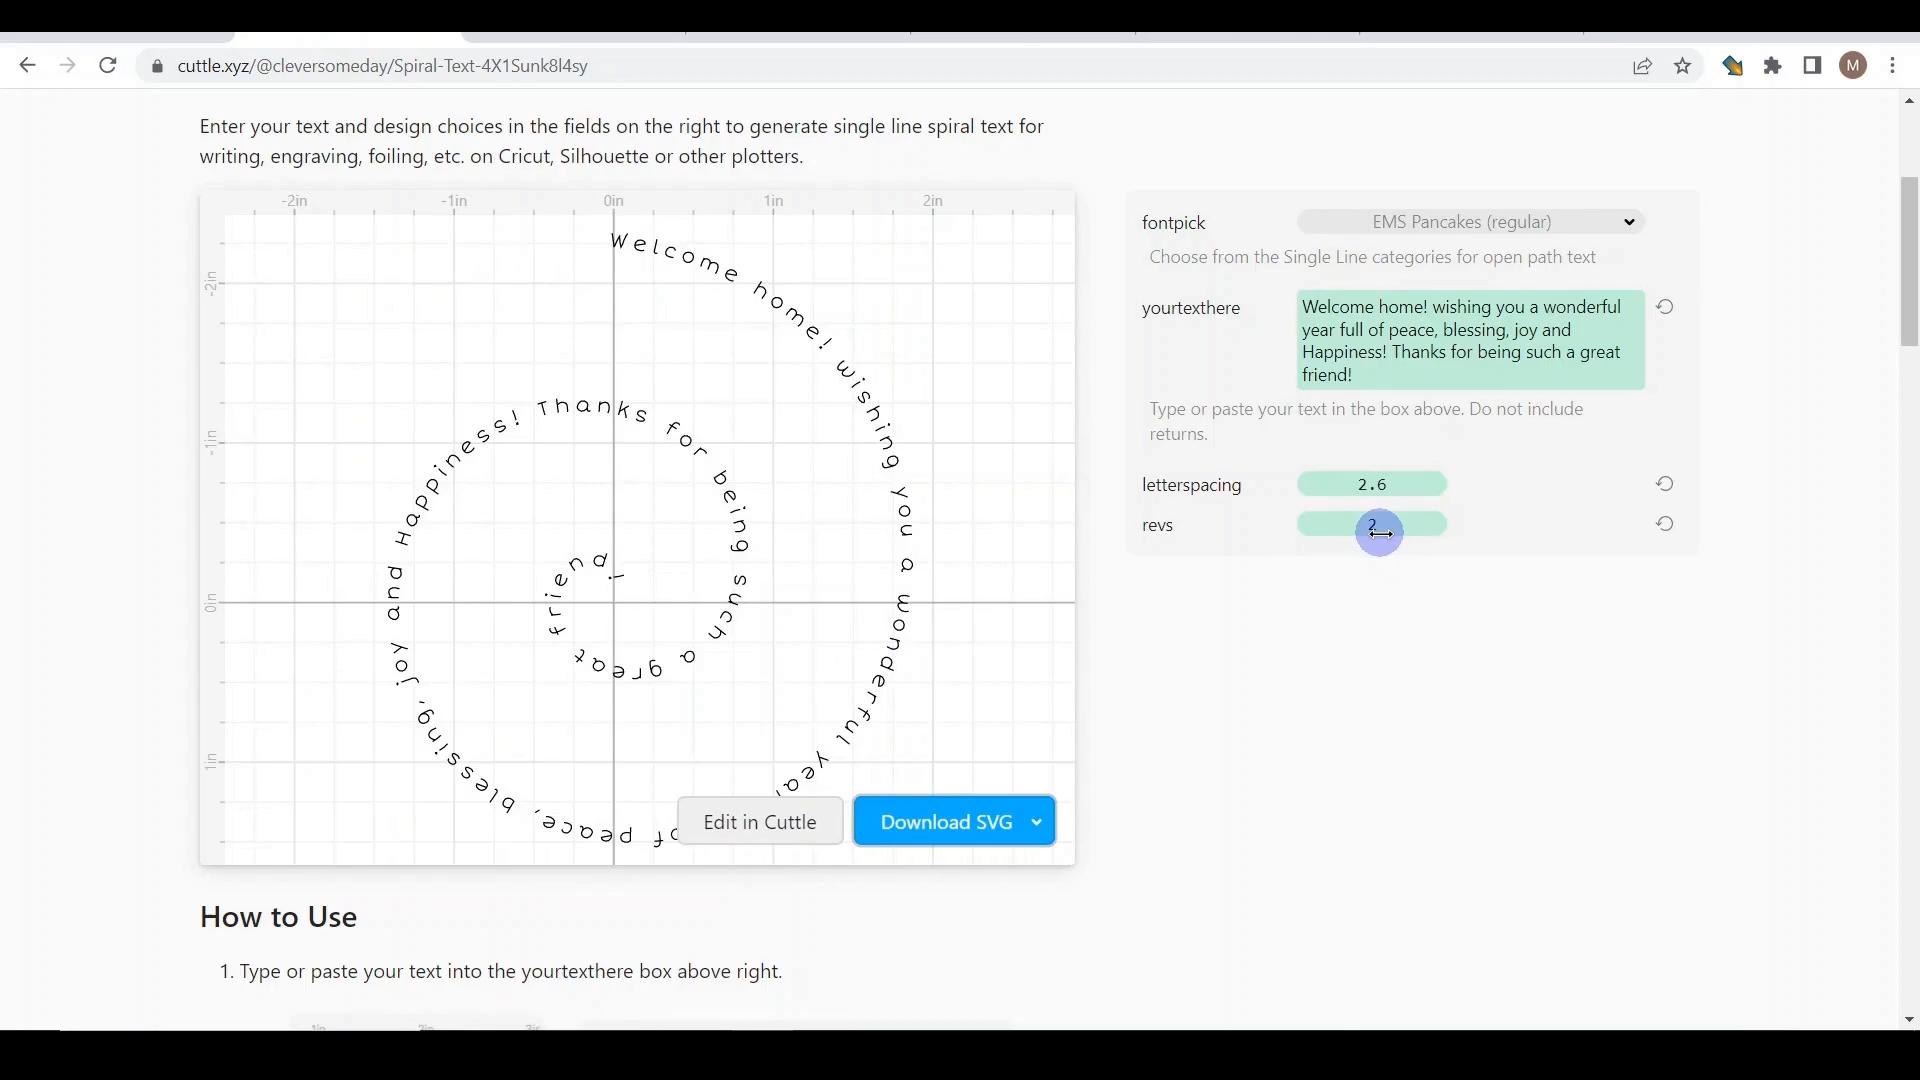 cuttle.xyz/@cleversomeday/Spiral-Text-4X1Sunk8l4sy
M
Enter your text and design choices in the fields on the right to generate single line spiral text for
writing, engraving, foiling, etc. on Cricut, Silhouette or other plotters.
-2in -1in 0in 1in 2in
-2in
-1in
0in
1in
Welcome home! wishing you a wonderful yea
of peace, blessing, joy and Happiness! Thanks for being such a great friend!
Edit in Cuttle
Download SVG
fontpick
EMS Pancakes (regular)
Choose from the Single Line categories for open path text
yourtexthere
Welcome home! wishing you a wonderful
year full of peace, blessing, joy and
Happiness! Thanks for being such a great
friend!
Type or paste your text in the box above. Do not include
returns.
letterspacing
2.6
revs
2
How to Use
1. Type or paste your text into the yourtexthere box above right.